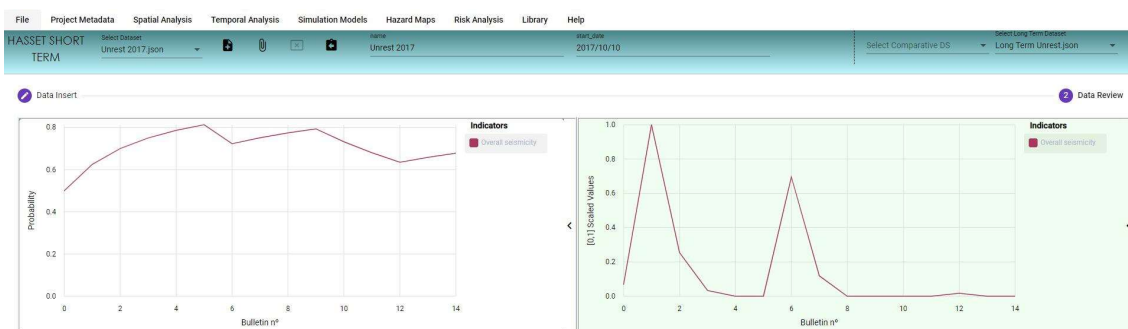 File Project Metadata Spatial Analysis Temporal Analysis Simulation Models Hazard Maps Risk Analysis Library Help
HASSET SHORT TERM
Select Dataset
Unrest 2017.json
name
Unrest 2017
start_date
2017/10/10
Select Comparative DS
Select Long Term Dataset
Long Term Unrest.json
Data Insert
2 Data Review
Probability
0.8
0.6
0.4
0.2
0.0
0 2 4 6 8 10 12 14
Bulletin nº
Indicators
Overall seismicity
[0,1] Scaled Values
1.0
0.8
0.6
0.4
0.2
0.0
0 2 4 6 8 10 12 14
Bulletin nº
Indicators
Overall seismicity